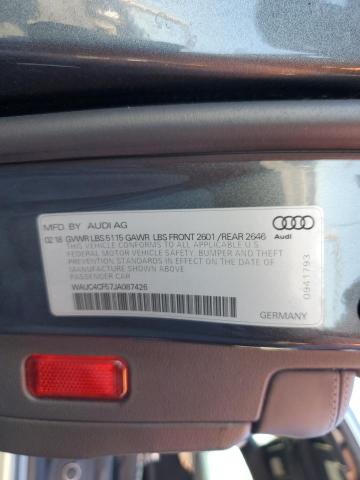 MFD. BY AUDI AG
02.18 GVWR LBS 5115 GAWR LBS FRONT 2601 /REAR 2646
THIS VEHICLE CONFORMS TO ALL APPLICABLE U.S.
FEDERAL MOTOR VEHICLE SAFETY, BUMPER AND THEFT
PREVENTION STANDARDS IN EFFECT ON THE DATE OF
MANUFACTURE SHOWN ABOVE.
PASSENGER CAR
WAUC4CF57JA087426
Audi
0941793
GERMANY